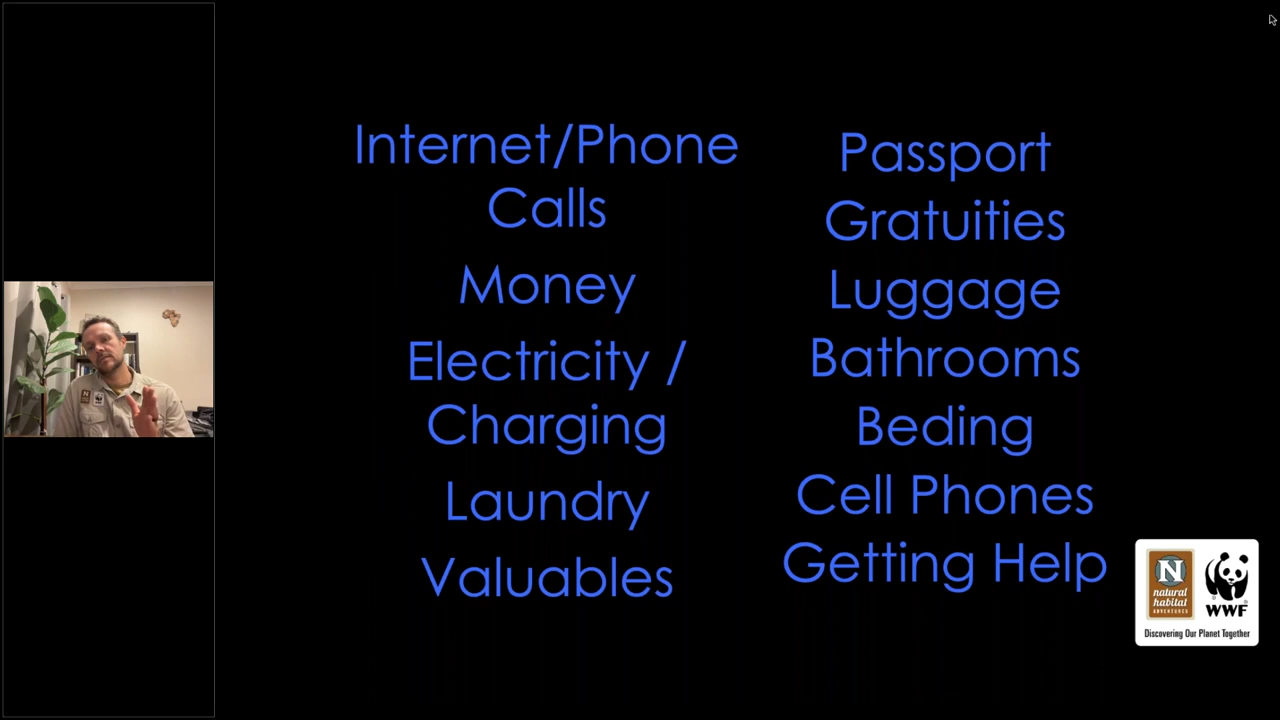 Internet/Phone
Calls
Money
Electricity /
Charging
Laundry
Valuables
Passport
Gratuities
Luggage
Bathrooms
Beding
Cell Phones
Getting Help
N
natural
habitat
ADVENTURES
WWF
Discovering Our Planet Together